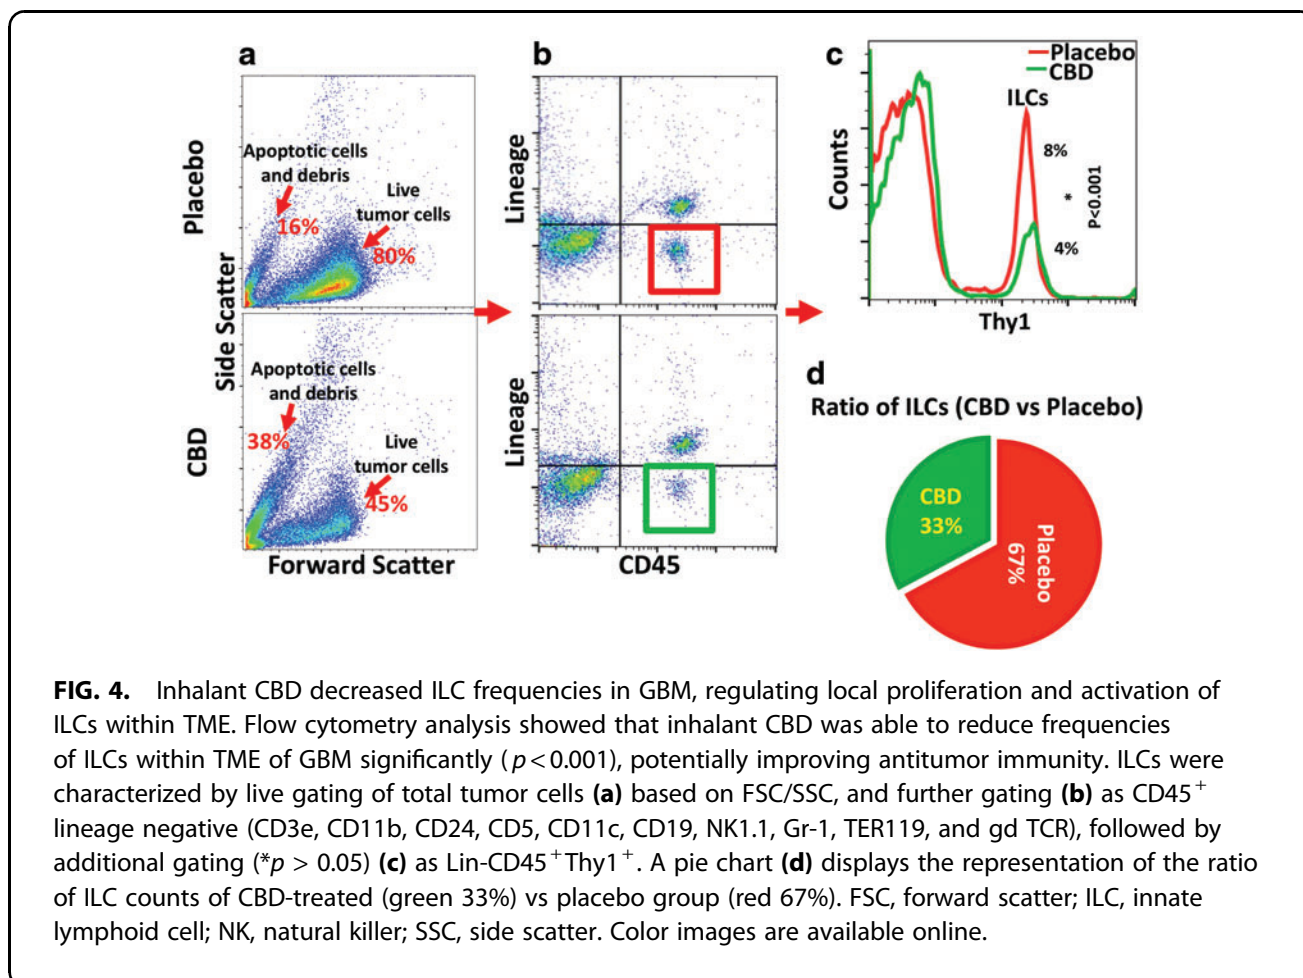 a
Placebo
Side Scatter
CBD
Apoptotic cells
and debris
16%
Live
tumor cells
80%
Apoptotic cells
and debris
38%
Live
tumor cells
45%
Forward Scatter
b
Lineage
Lineage
CD45
c
Placebo
CBD
ILCs
8%
*
P<0.001
4%
Counts
Thy1
d
Ratio of ILCs (CBD vs Placebo)
CBD
33%
Placebo
67%
FIG. 4. Inhalant CBD decreased ILC frequencies in GBM, regulating local proliferation and activation of
ILCs within TME. Flow cytometry analysis showed that inhalant CBD was able to reduce frequencies
of ILCs within TME of GBM significantly (p < 0.001), potentially improving antitumor immunity. ILCs were
characterized by live gating of total tumor cells (a) based on FSC/SSC, and further gating (b) as CD45⁺
lineage negative (CD3e, CD11b, CD24, CD5, CD11c, CD19, NK1.1, Gr-1, TER119, and gd TCR), followed by
additional gating (*p > 0.05) (c) as Lin-CD45⁺Thy1⁺. A pie chart (d) displays the representation of the ratio
of ILC counts of CBD-treated (green 33%) vs placebo group (red 67%). FSC, forward scatter; ILC, innate
lymphoid cell; NK, natural killer; SSC, side scatter. Color images are available online.